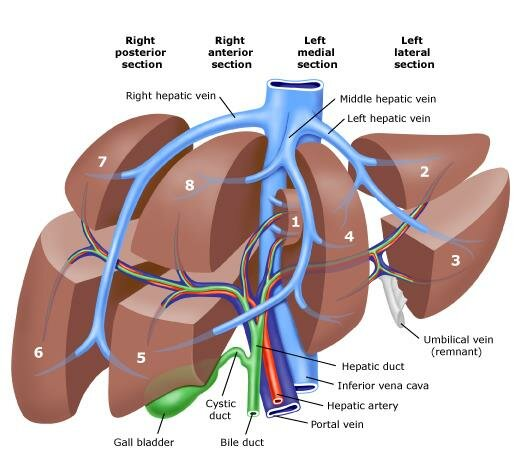 Right
posterior
section
Right
anterior
section
Left
medial
section
Left
lateral
section
Right hepatic vein
Middle hepatic vein
Left hepatic vein
7
8
2
1
4
3
6
5
Umbilical vein
(remnant)
Hepatic duct
Inferior vena cava
Hepatic artery
Portal vein
Cystic
duct
Gall bladder
Bile duct